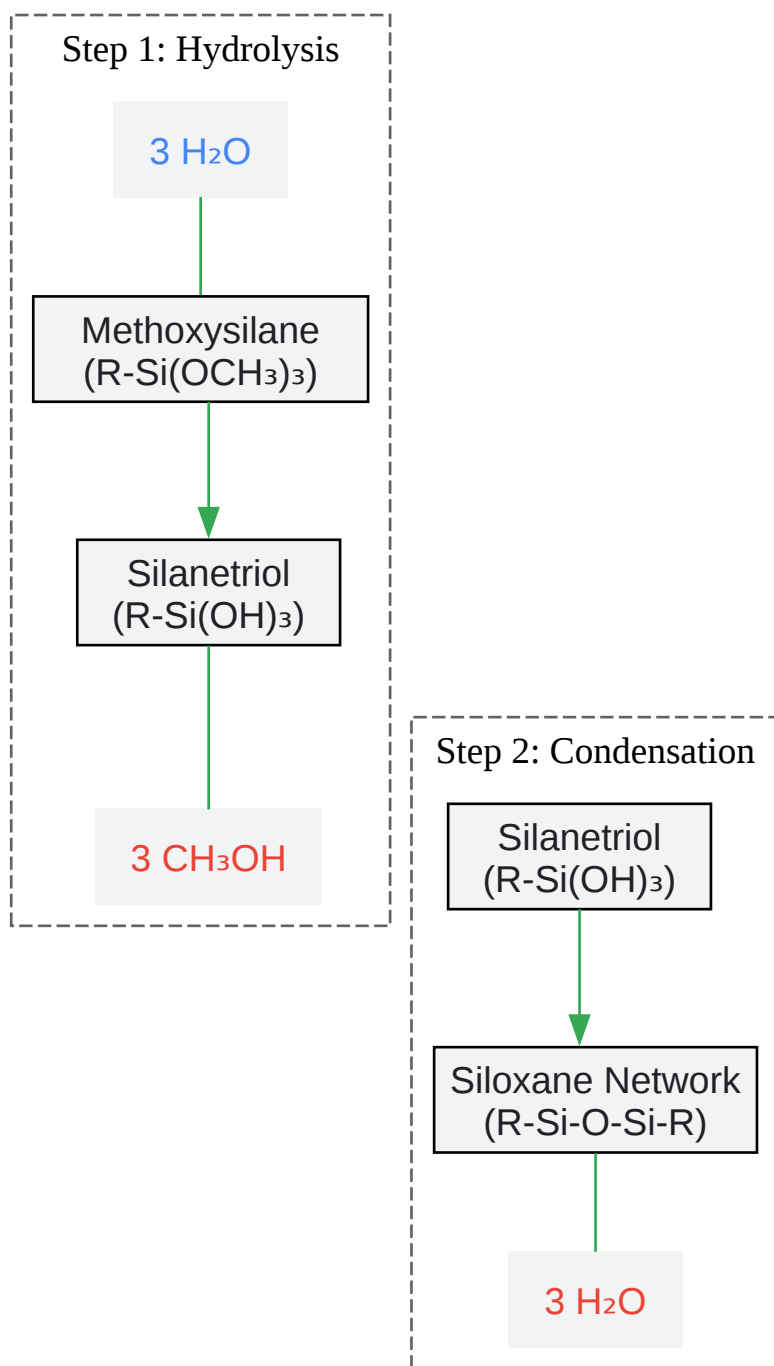 Step 1: Hydrolysis
3 H₂O
Methoxysilane
(R-Si(OCH₃)₃)
Silanetriol
(R-Si(OH)₃)
3 CH₃OH
Step 2: Condensation
Silanetriol
(R-Si(OH)₃)
Siloxane Network
(R-Si-O-Si-R)
3 H₂O